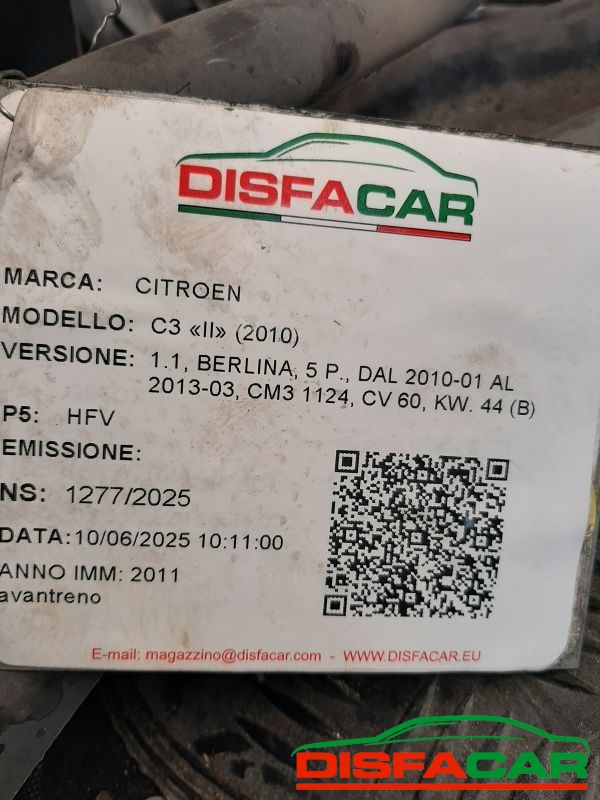 DISFACAR
MARCA: CITROEN
MODELLO: C3 «II» (2010)
VERSIONE: 1.1, BERLINA, 5 P., DAL 2010-01 AL
2013-03, CM3 1124, CV 60, KW. 44 (B)
P5: HFV
EMISSIONE:
NS: 1277/2025
DATA:10/06/2025 10:11:00
ANNO IMM: 2011
avantreno
E-mail: magazzino@disfacar.com - WWW.DISFACAR.EU
DISFACAR